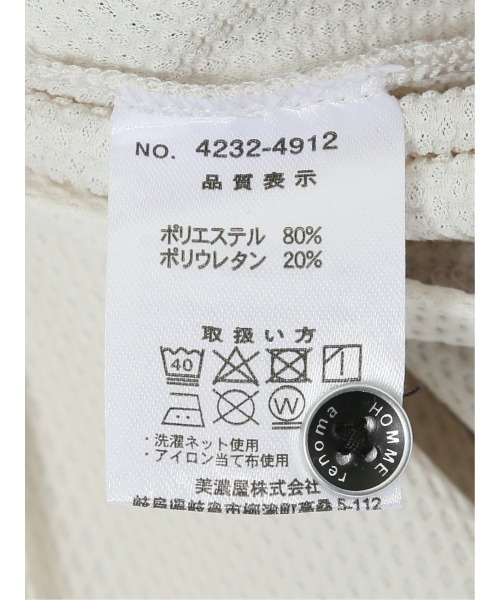 NO. 4232-4912
品質表示
ポリエステル 80%
ポリウレタン 20%
取扱い方
40
W
・洗濯ネット使用
・アイロン当て布使用
美濃屋株式会社
5-112
renoma HOMME